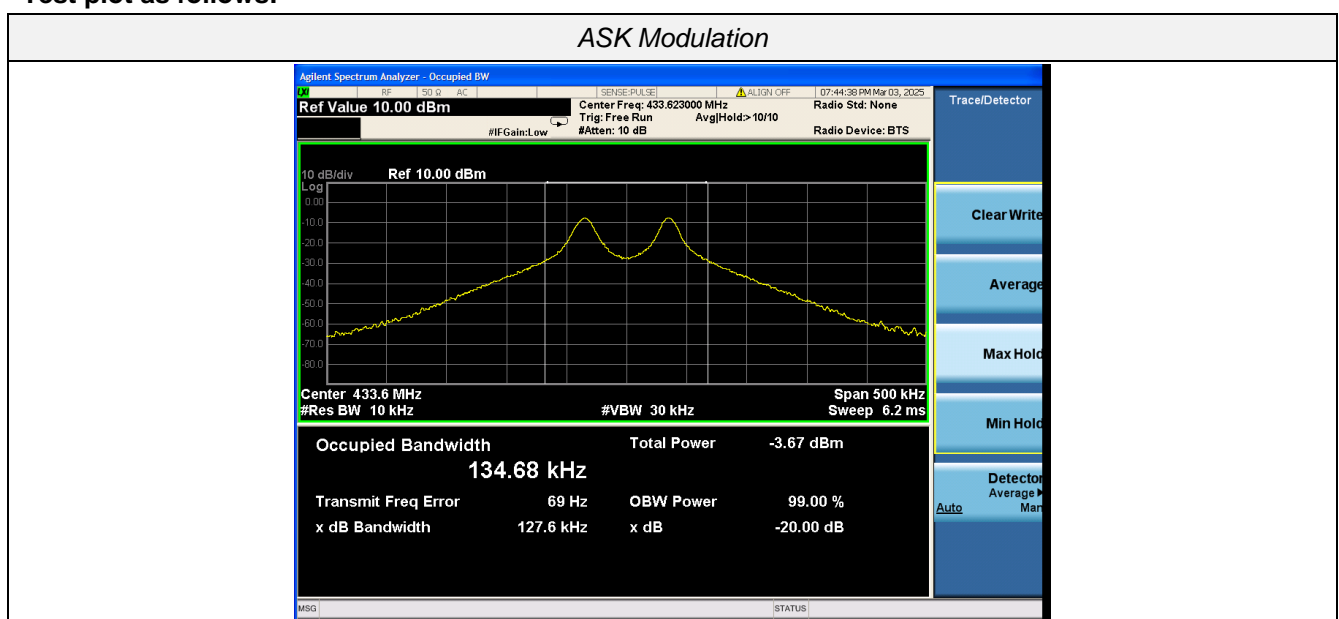 Test plot as follows:
ASK Modulation
Agilent Spectrum Analyzer - Occupied BW
RF 50 Ω AC SENSE:PULSE ALIGN OFF 07:44:38 PM Mar 03, 2025
Ref Value 10.00 dBm
Center Freq: 433.623000 MHz
Radio Std: None
Trig: Free Run
Avg|Hold:>10/10
#IFGain:Low
#Atten: 10 dB
Radio Device: BTS
10 dB/div
Ref 10.00 dBm
Log
0.00
-10.0
-20.0
-30.0
-40.0
-50.0
-60.0
-70.0
-80.0
Center 433.6 MHz
Span 500 kHz
#Res BW 10 kHz
#VBW 30 kHz
Sweep 6.2 ms
Occupied Bandwidth
Total Power -3.67 dBm
134.68 kHz
Transmit Freq Error 69 Hz
OBW Power 99.00 %
x dB Bandwidth 127.6 kHz
x dB -20.00 dB
MSG
STATUS
Trace/Detector
Clear Write
Average
Max Hold
Min Hold
Detector
Average
Auto Man